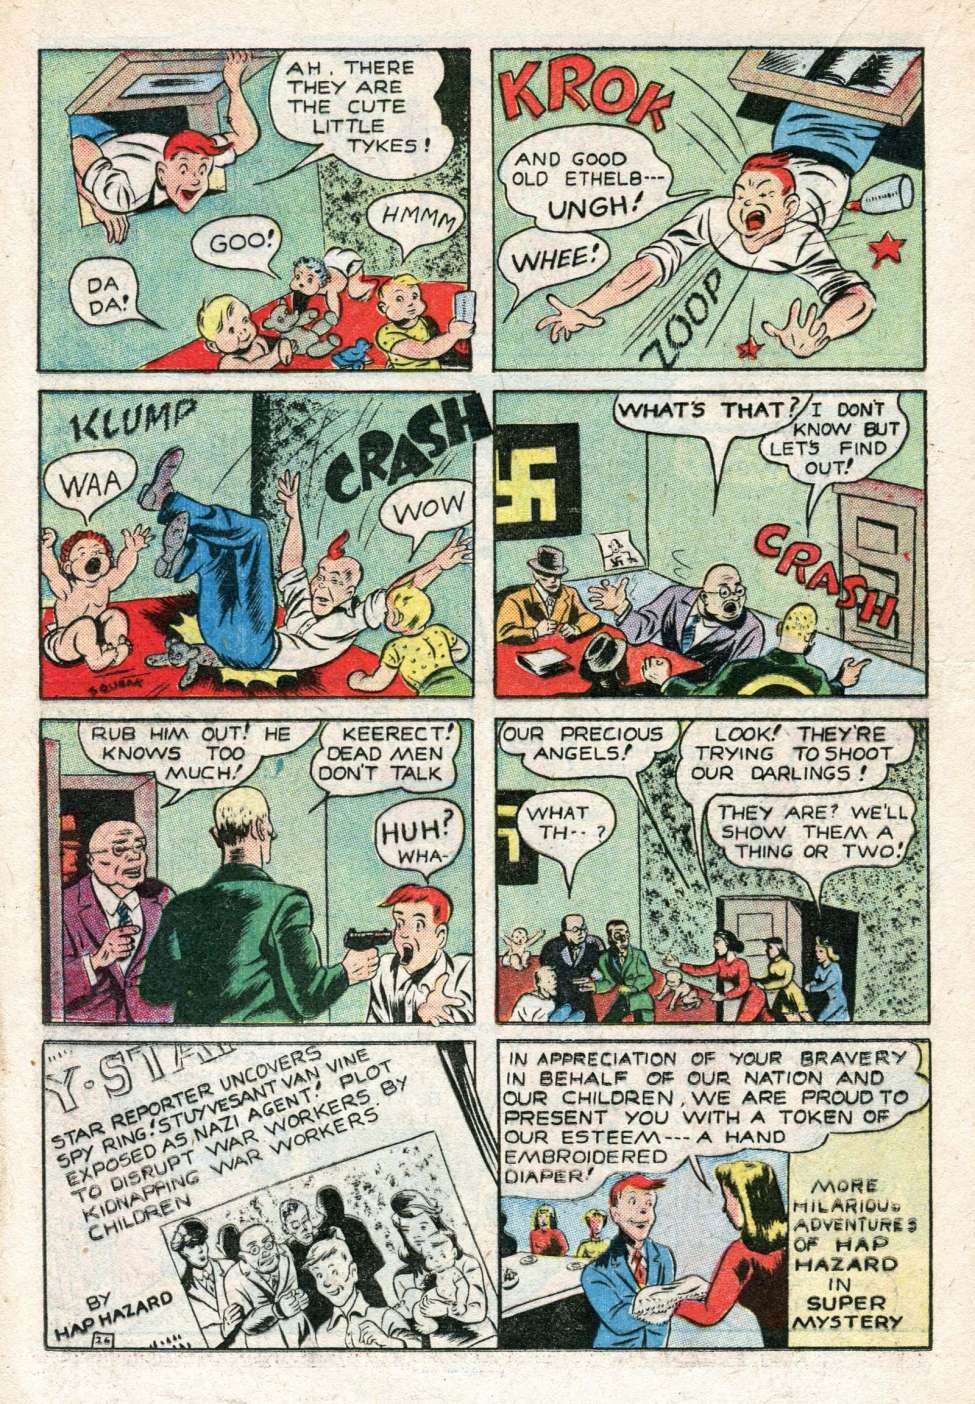 AH, THERE
THEY ARE
THE CUTE
LITTLE
TYKES!
HMMM
GOO!
DA
DA!
KROK
AND GOOD
OLD ETHELB---
UNGH!
WHEE!
ZOOP
KLUMP
CRASH
WAA
WOW
SQUEAK
WHAT'S THAT?
I DON'T
KNOW BUT
LET'S FIND
OUT!
CRASH
RUB HIM OUT! HE
KNOWS TOO
MUCH!
KEERECT!
DEAD MEN
DON'T TALK
HUH?
WHA-
OUR PRECIOUS
ANGELS!
LOOK! THEY'RE
TRYING TO SHOOT
OUR DARLINGS!
WHAT
TH--?
THEY ARE? WE'LL
SHOW THEM A
THING OR TWO!
Y-STAR
STAR REPORTER UNCOVERS
SPY RING! STUYVESANT VAN VINE
EXPOSED AS NAZI AGENT! PLOT
TO DISRUPT WAR WORKERS BY
KIDNAPPING WAR WORKERS'
CHILDREN
BY
HAP HAZARD
26
IN APPRECIATION OF YOUR BRAVERY
IN BEHALF OF OUR NATION AND
OUR CHILDREN, WE ARE PROUD TO
PRESENT YOU WITH A TOKEN OF
OUR ESTEEM---A HAND
EMBROIDERED
DIAPER!
MORE
HILARIOUS
ADVENTURES
OF HAP
HAZARD
IN
SUPER
MYSTERY